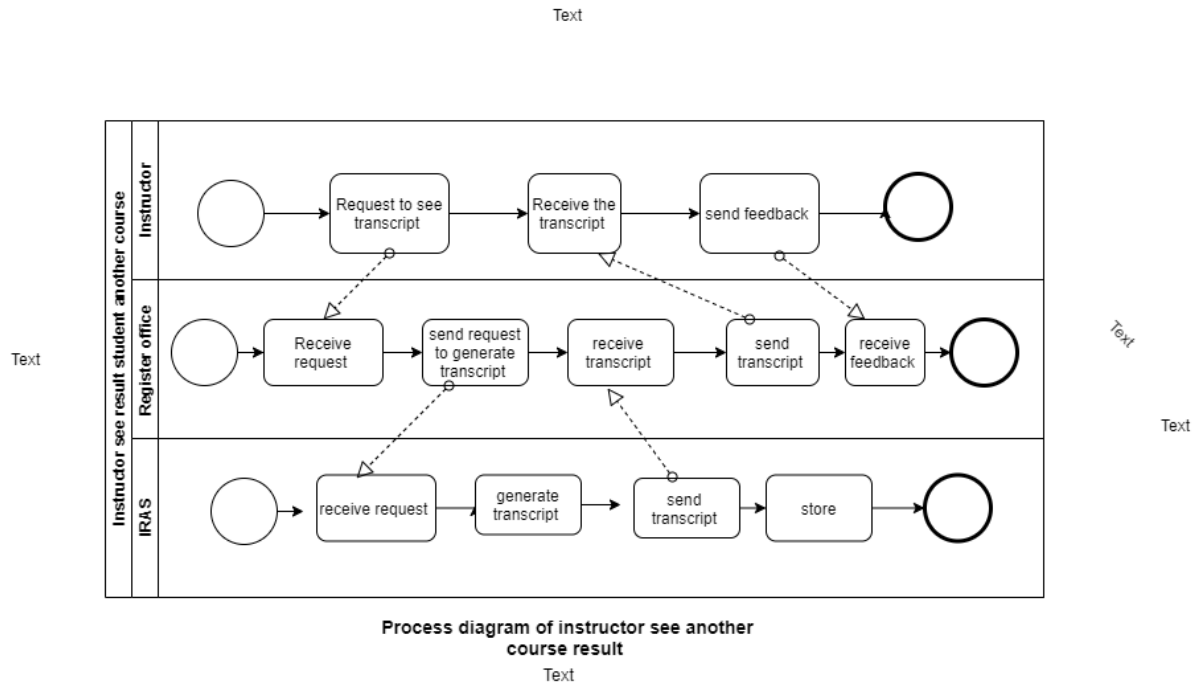 Text
Instructor see result student another course
Instructor
Request to see
transcript
Receive the
transcript
send feedback
Register office
Receive
request
send request
to generate
transcript
receive
transcript
send
transcript
receive
feedback
Text
Text
Text
IRAS
receive request
generate
transcript
send
transcript
store
Process diagram of instructor see another
course result
Text